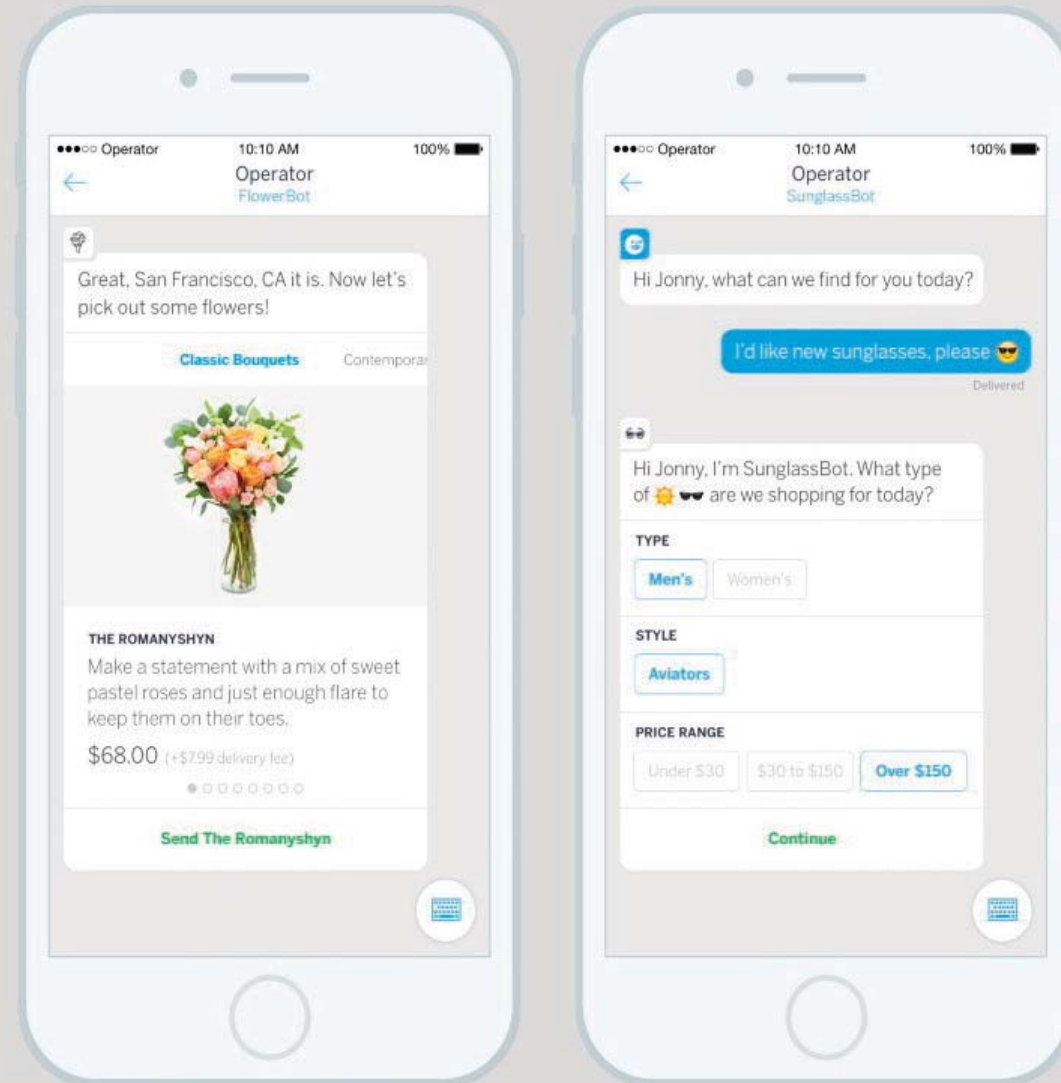 Operator 10:10 AM 100%
Operator
FlowerBot
Great, San Francisco, CA it is. Now let's
pick out some flowers!
Classic Bouquets Contemporar
THE ROMANYSHYN
Make a statement with a mix of sweet
pastel roses and just enough flare to
keep them on their toes.
$68.00 (+$7.99 delivery fee)
Send The Romanyshyn
Operator 10:10 AM 100%
Operator
SunglassBot
Hi Jonny, what can we find for you today?
I'd like new sunglasses, please 😎
Delivered
Hi Jonny, I'm SunglassBot. What type
of ☀️ 🕶️ are we shopping for today?
TYPE
Men's Women's
STYLE
Aviators
PRICE RANGE
Under $30 $30 to $150 Over $150
Continue